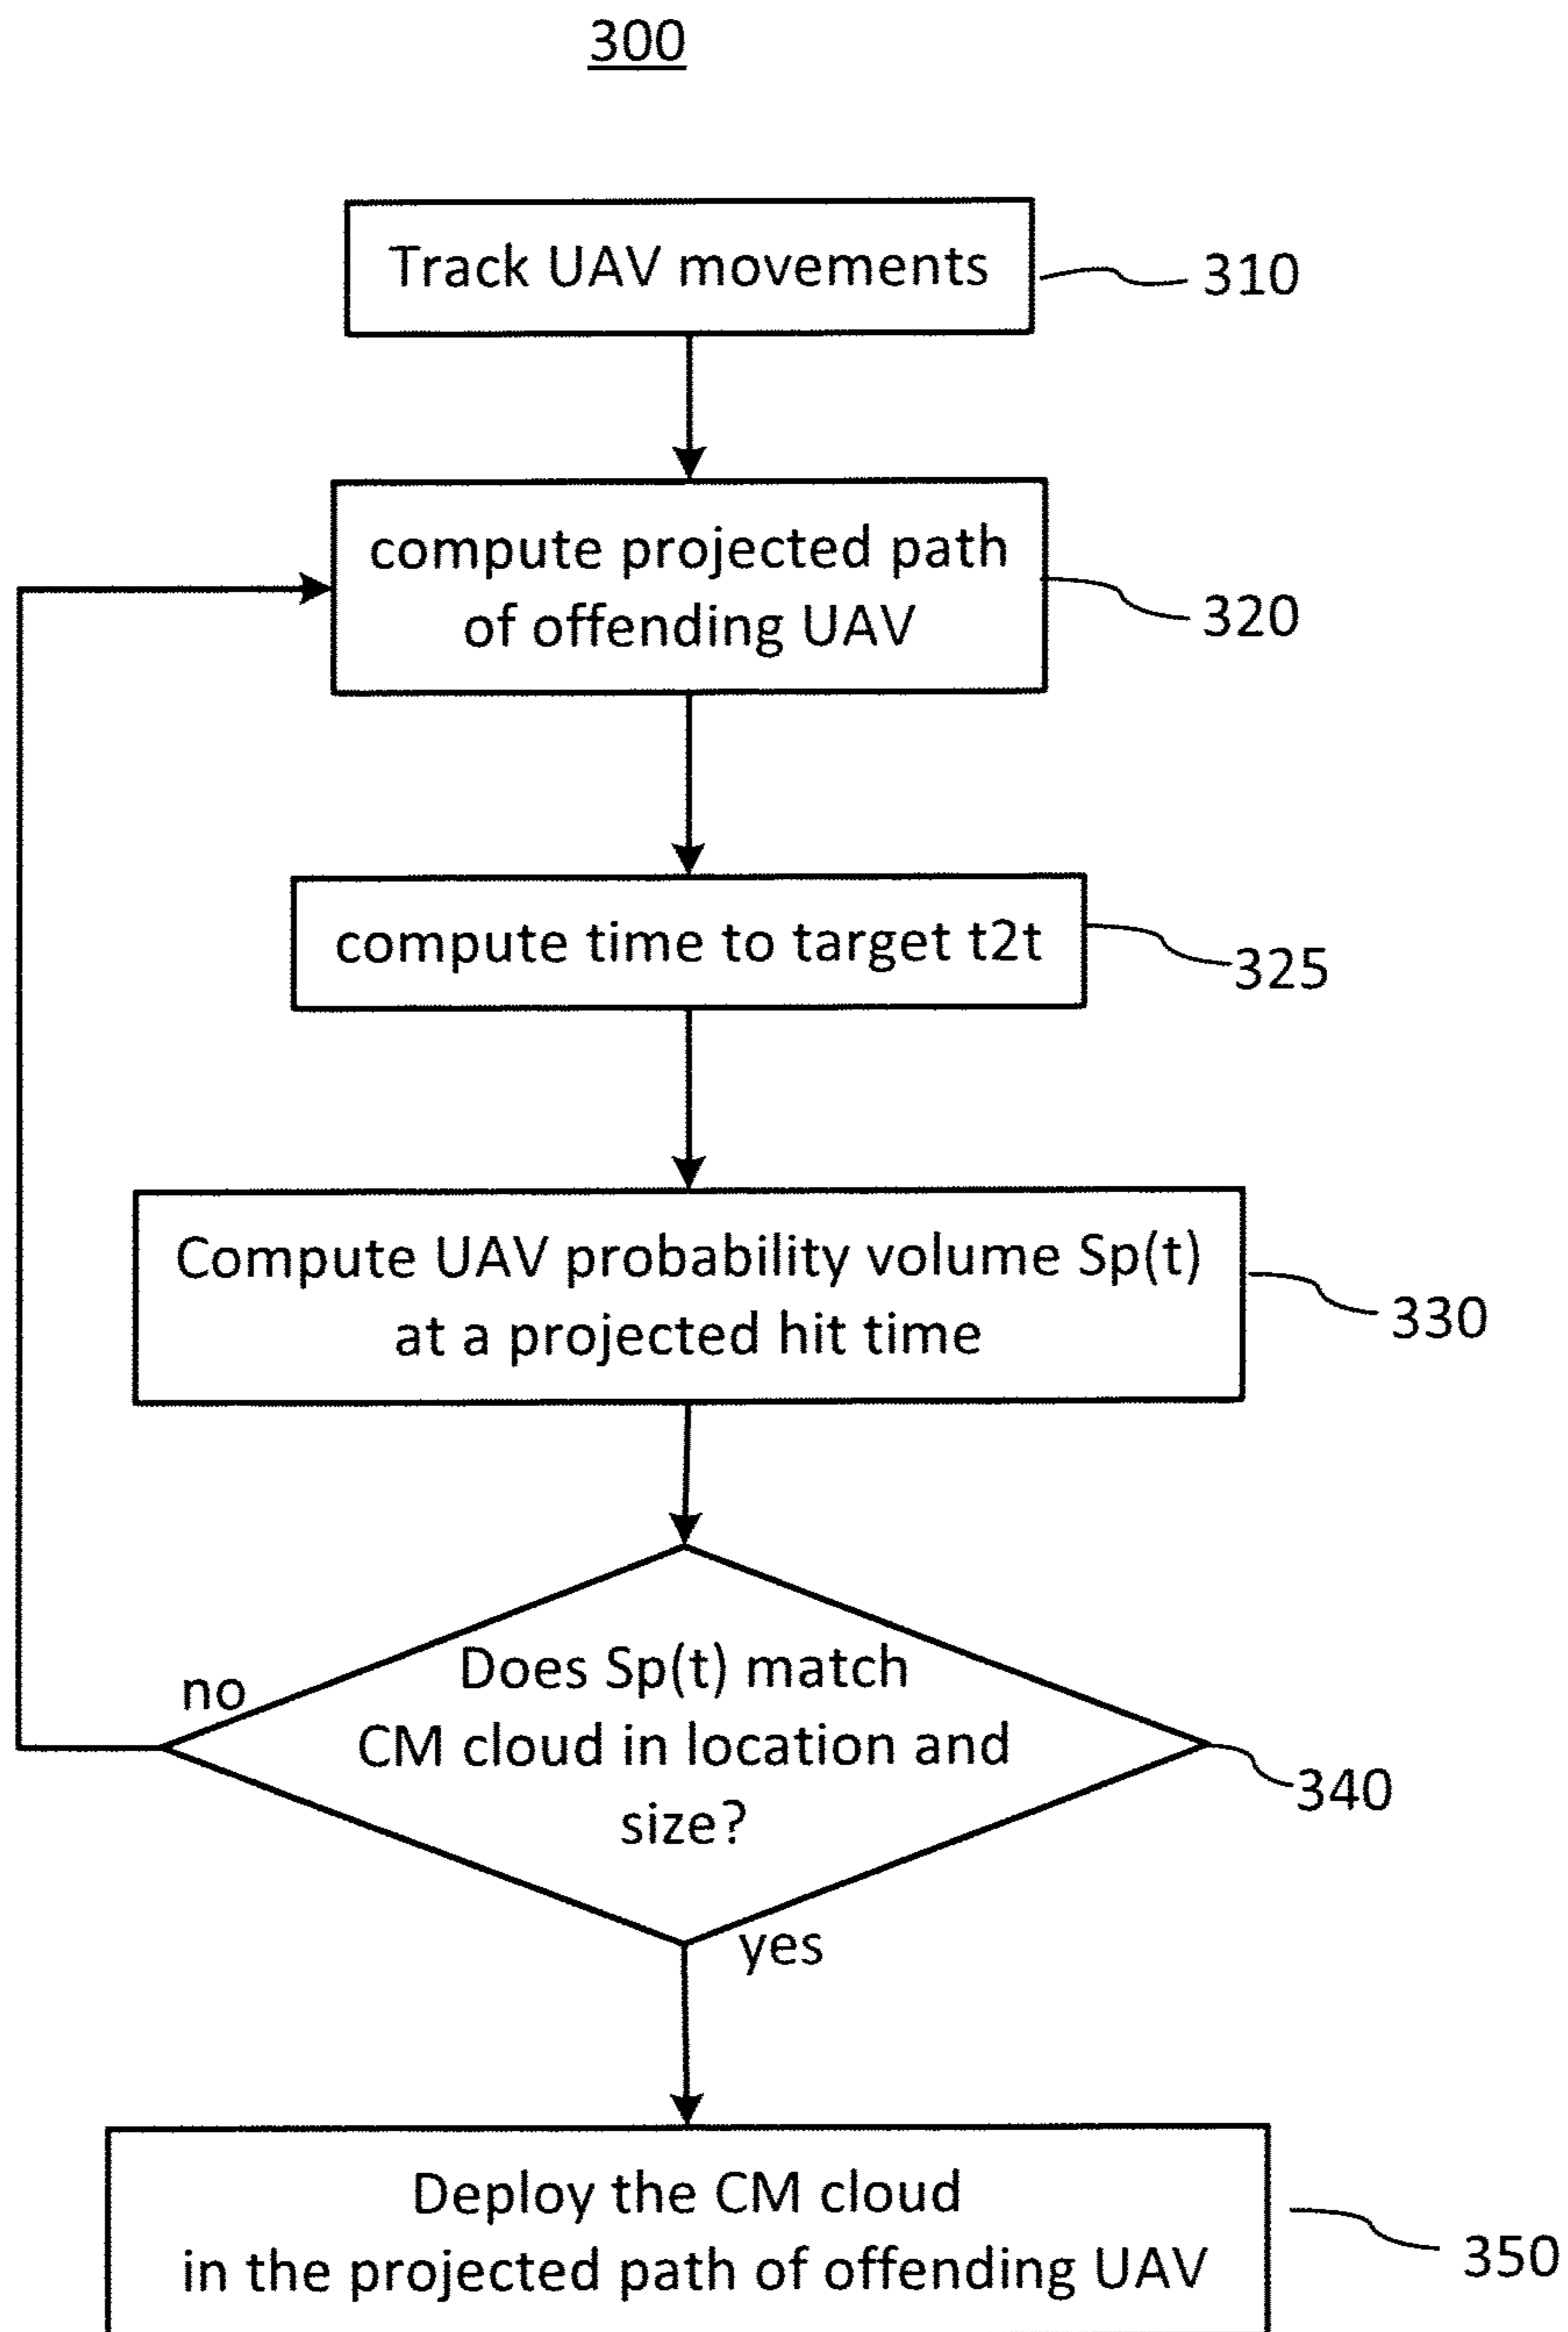 300
Track UAV movements
310
compute projected path
of offending UAV
320
compute time to target t2t
325
Compute UAV probability volume Sp(t)
at a projected hit time
330
no
Does Sp(t) match
CM cloud in location and
size?
340
yes
Deploy the CM cloud
in the projected path of offending UAV
350